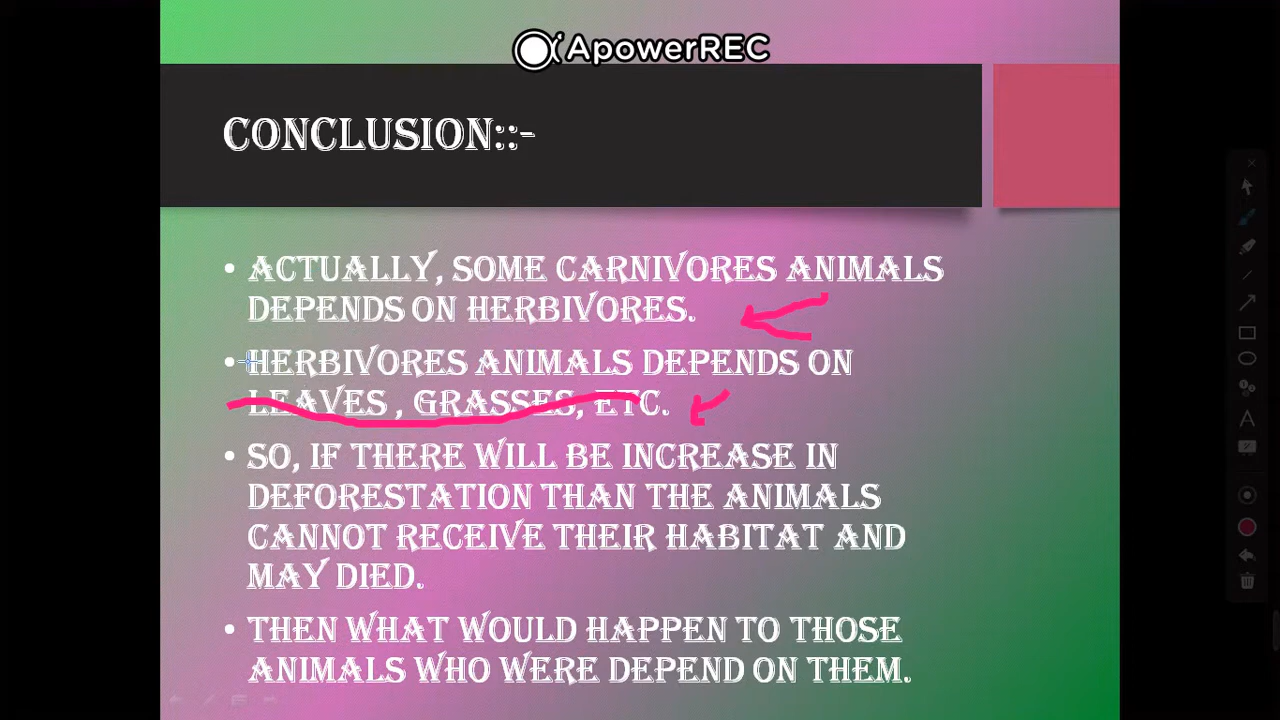 ApowerREC
CONCLUSION::-
• ACTUALLY, SOME CARNIVORES ANIMALS
DEPENDS ON HERBIVORES.
• HERBIVORES ANIMALS DEPENDS ON
LEAVES , GRASSES, ETC.
• SO, IF THERE WILL BE INCREASE IN
DEFORESTATION THAN THE ANIMALS
CANNOT RECEIVE THEIR HABITAT AND
MAY DIED.
• THEN WHAT WOULD HAPPEN TO THOSE
ANIMALS WHO WERE DEPEND ON THEM.